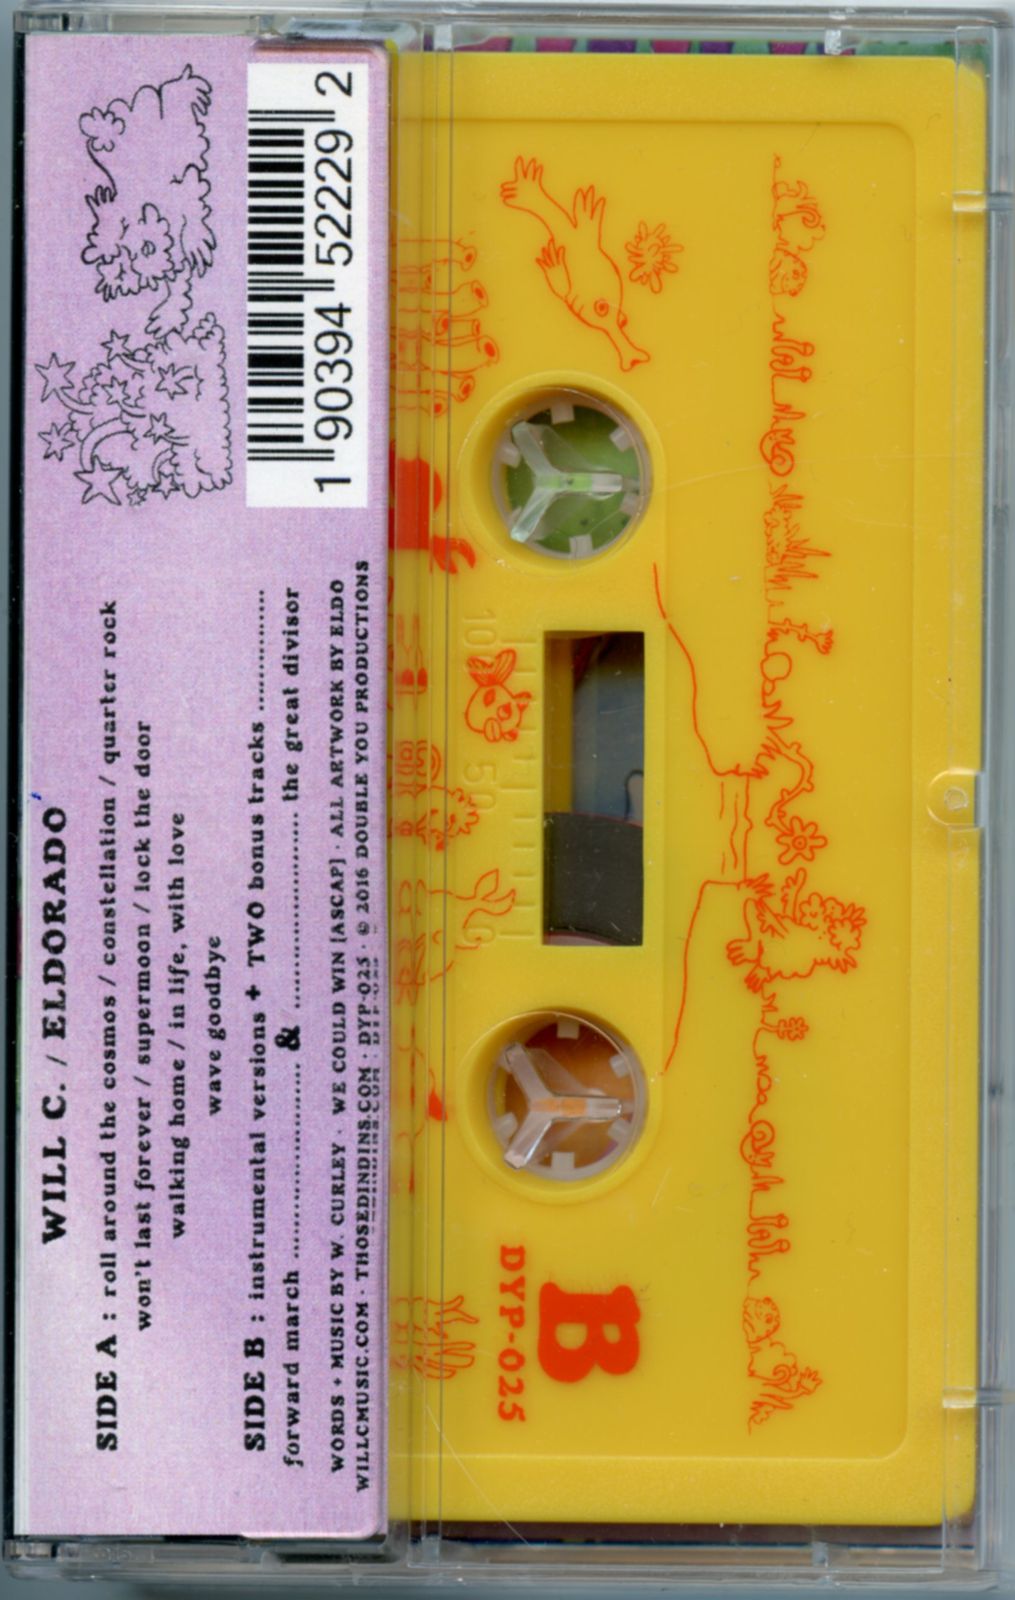 WILL C. / ELDORADO
SIDE A : roll around the cosmos / constellation / quarter rock
won't last forever / supermoon / lock the door
walking home / in life, with love
wave goodbye
SIDE B : instrumental versions + TWO bonus tracks ..............
forward march ........................ & ........................ the great divisor
WORDS + MUSIC BY W. CURLEY · WE COULD WIN [ASCAP] · ALL ARTWORK BY ELDO
WILLCMUSIC.COM · THOSEDINDINS.COM · DYP-025 · © 2016 DOUBLE YOU PRODUCTIONS
1 90394 52229 2
100 50 0
B
DYP-025